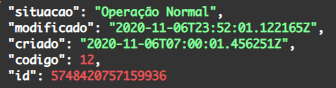 "situacao": "Operação Normal",
"modificado": "2020-11-06T23:52:01.122165Z",
"criado": "2020-11-06T07:00:01.456251Z",
"codigo": 12,
"id": 5748420757159936